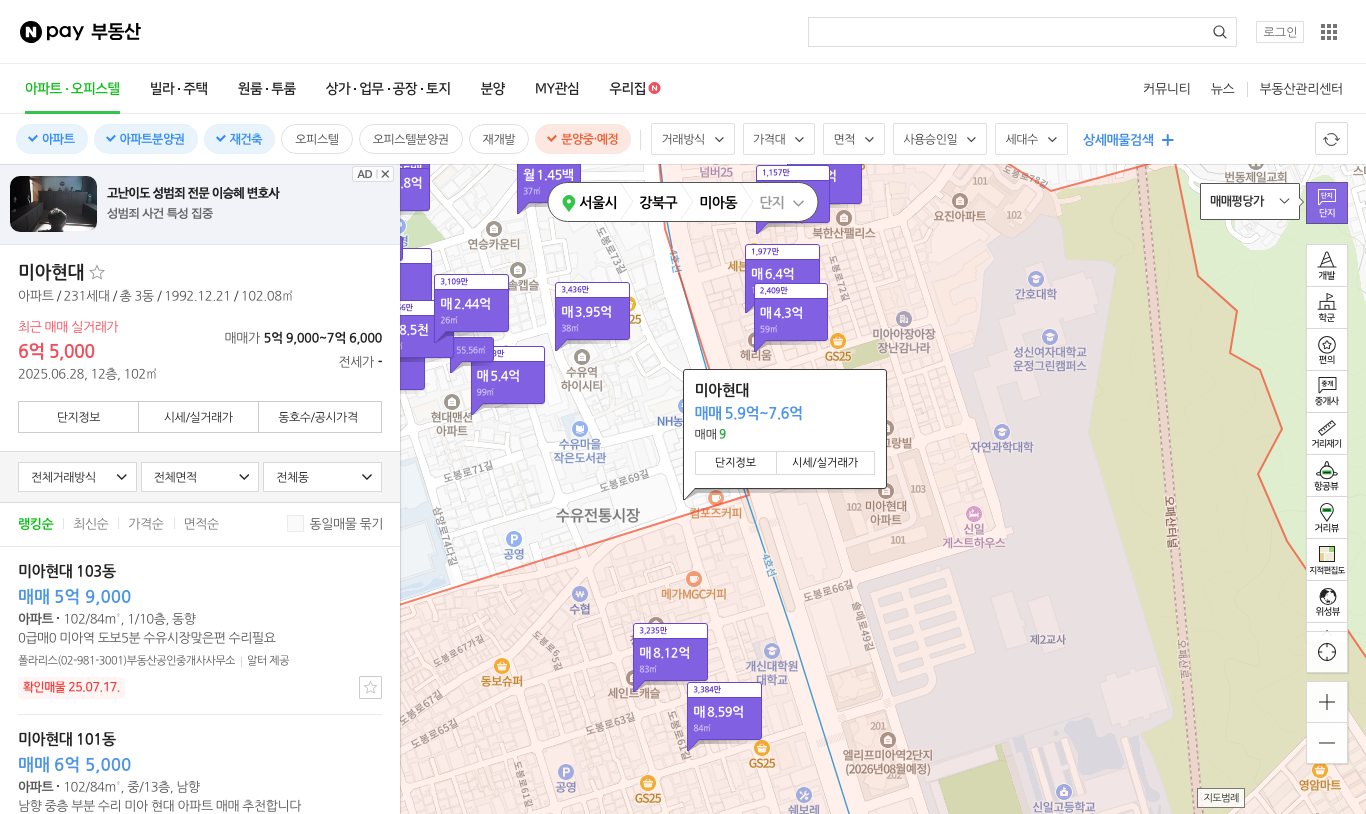 N pay 부동산
로그인
아파트·오피스텔
빌라·주택
원룸·투룸
상가·업무·공장·토지
분양
MY관심
우리집 N
커뮤니티
뉴스
부동산관리센터
아파트
아파트분양권
재건축
오피스텔
오피스텔분양권
재개발
분양중·예정
거래방식
가격대
면적
사용승인일
세대수
상세매물검색
AD
고난이도 성범죄 전문 이승혜 변호사
성범죄 사건 특성 집중
미아현대
아파트 / 231세대 / 총 3동 / 1992.12.21 / 102.08㎡
최근 매매 실거래가
6억 5,000
2025.06.28, 12층, 102㎡
매매가 5억 9,000~7억 6,000
전세가 -
단지정보
시세/실거래가
동호수/공시가격
전체거래방식
전체면적
전체동
랭킹순
최신순
가격순
면적순
동일매물 묶기
미아현대 103동
매매 5억 9,000
아파트 · 102/84m², 1/10층, 동향
0급매0 미아역 도보5분 수유시장맞은편 수리필요
폴라리스(02-981-3001)부동산공인중개사사무소
알터 제공
확인매물 25.07.17.
미아현대 101동
매매 6억 5,000
아파트 · 102/84m², 중/13층, 남향
남향 중층 부분 수리 미아 현대 아파트 매매 추천합니다
서울시
강북구
미아동
단지
매매평당가
단지
단지
개발
학군
편의
중개
중개사
거리재기
항공뷰
거리뷰
지적편집도
위성뷰
지도범례
월1.45백
37㎡
넘버25
1,157만
북한산팰리스
101
102
요진아파트
도봉로78길
번동제일교회
연승카운티
도봉로73길
4호선
1,977만
매6.4억
2,409만
매4.3억
59㎡
도봉로72길
3,109만
매2.44억
26㎡
3,436만
매3.95억
38㎡
8.5천
55.56㎡
매5.4억
99㎡
수유역
하이시티
헤리움
GS25
미아아장아장
장난감나라
간호대학
성신여자대학교
운정그린캠퍼스
현대맨션
아파트
수유마을
작은도서관
미아현대
매매 5.9억~7.6억
매매 9
단지정보
시세/실거래가
자연과학대학
도봉로71길
도봉로69길
수유전통시장
컴포즈커피
102
미아현대
아파트
103
101
신일
게스트하우스
오패산터널
삼양로74다길
공영
4호선
메가MGC커피
수협
도봉로66길
솔매로49길
제2교사
오패산로
3,235만
매8.12억
83㎡
개신대학원
대학교
도봉로67가길
도봉로65길
동보슈퍼
세인트캐슬
3,384만
매8.59억
84㎡
도봉로67길
도봉로65길
도봉로63길
도봉로61길
GS25
201
엘리프미아역2단지
(2026년08월예정)
202
도봉로61길
공영
GS25
쉐보레
신일고등학교
영암마트